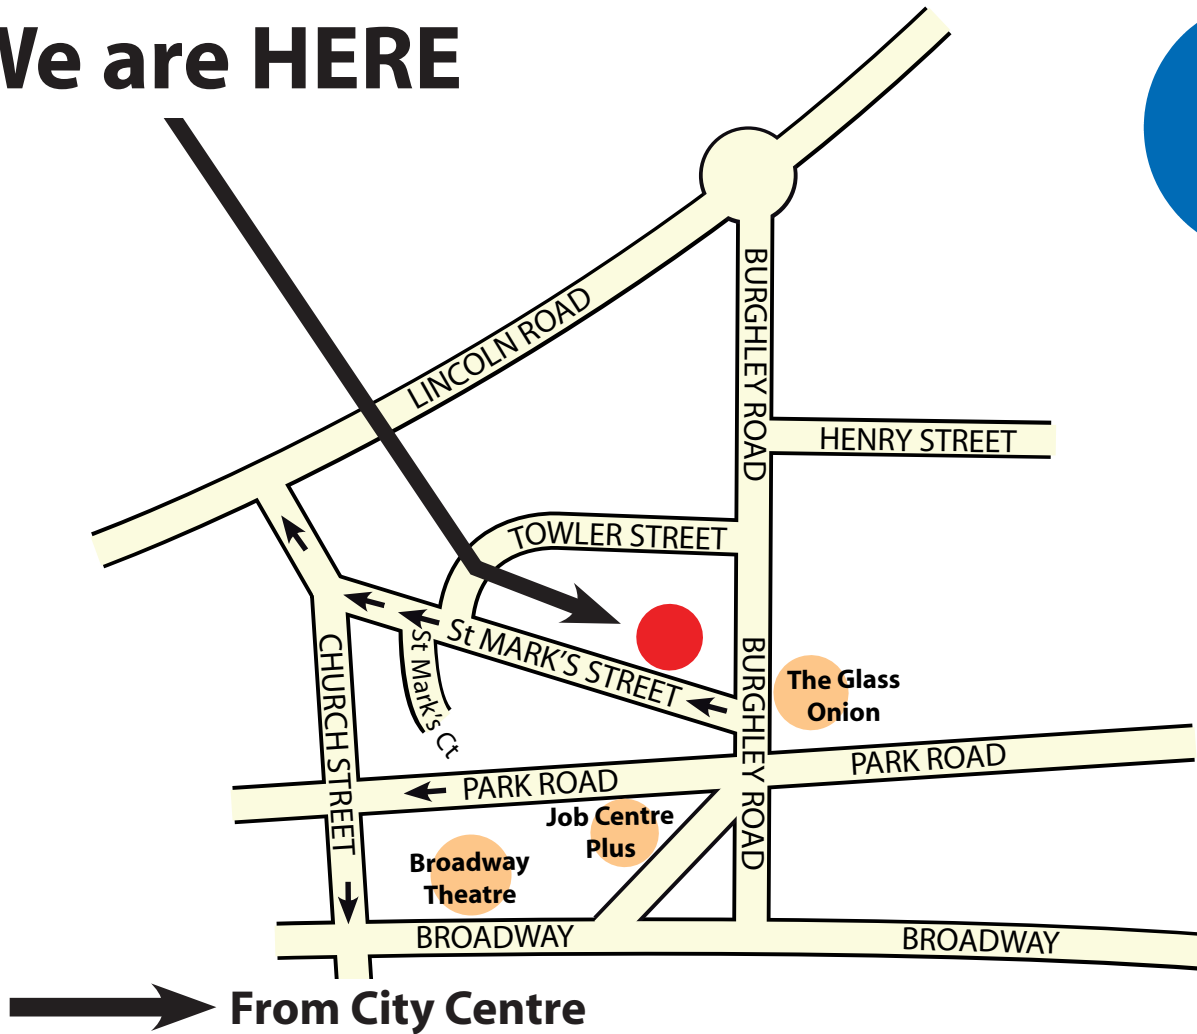 We are HERE
LINCOLN ROAD
BURGHLEY ROAD
HENRY STREET
TOWLER STREET
St MARK'S STREET
St Mark's Ct
CHURCH STREET
BURGHLEY ROAD
The Glass
Onion
PARK ROAD
PARK ROAD
Job Centre
Plus
Broadway
Theatre
BROADWAY
BROADWAY
From City Centre